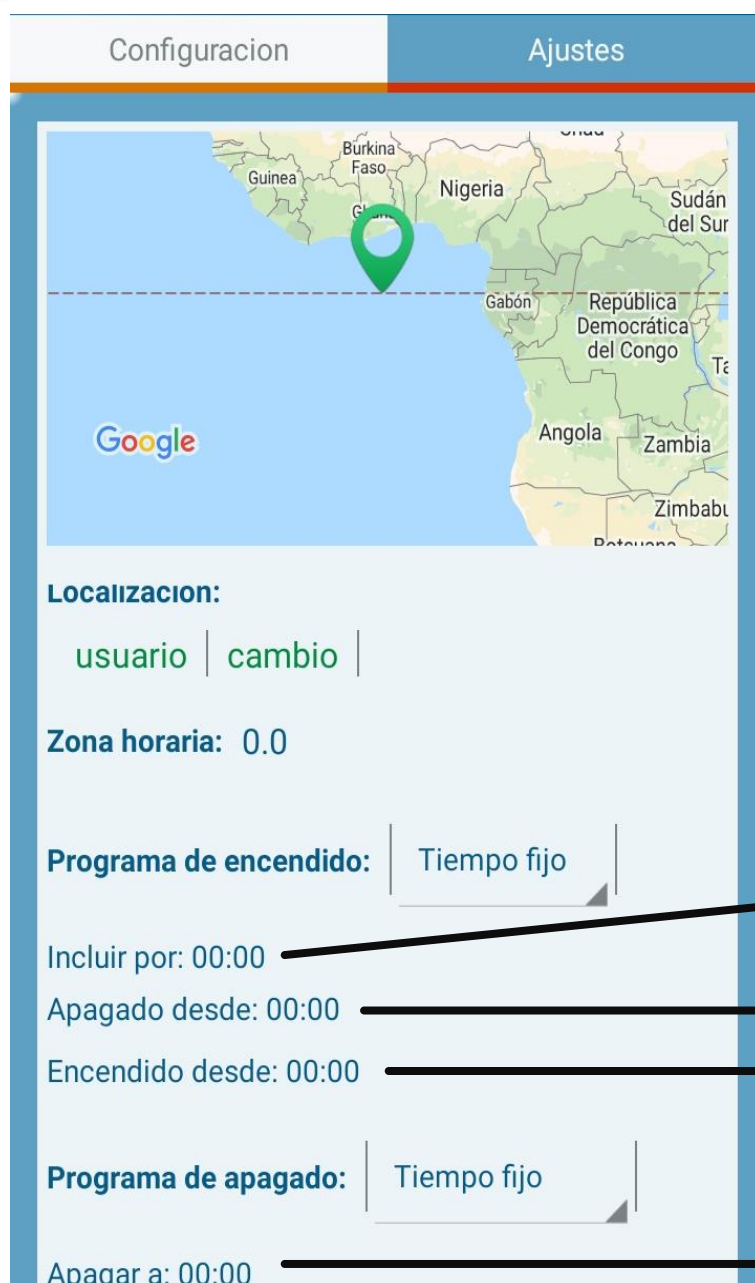 Configuracion Ajustes
Burkina
Faso
Guinea
Nigeria
Sudán
del Sur
Gabón
República
Democrática
del Congo
Angola
Zambia
Google
Zimbabu
Localizacion:
usuario cambio
Zona horaria: 0.0
Programa de encendido: Tiempo fijo
Incluir por: 00:00
Apagado desde: 00:00
Encendido desde: 00:00
Programa de apagado: Tiempo fijo
Apagar a: 00:00